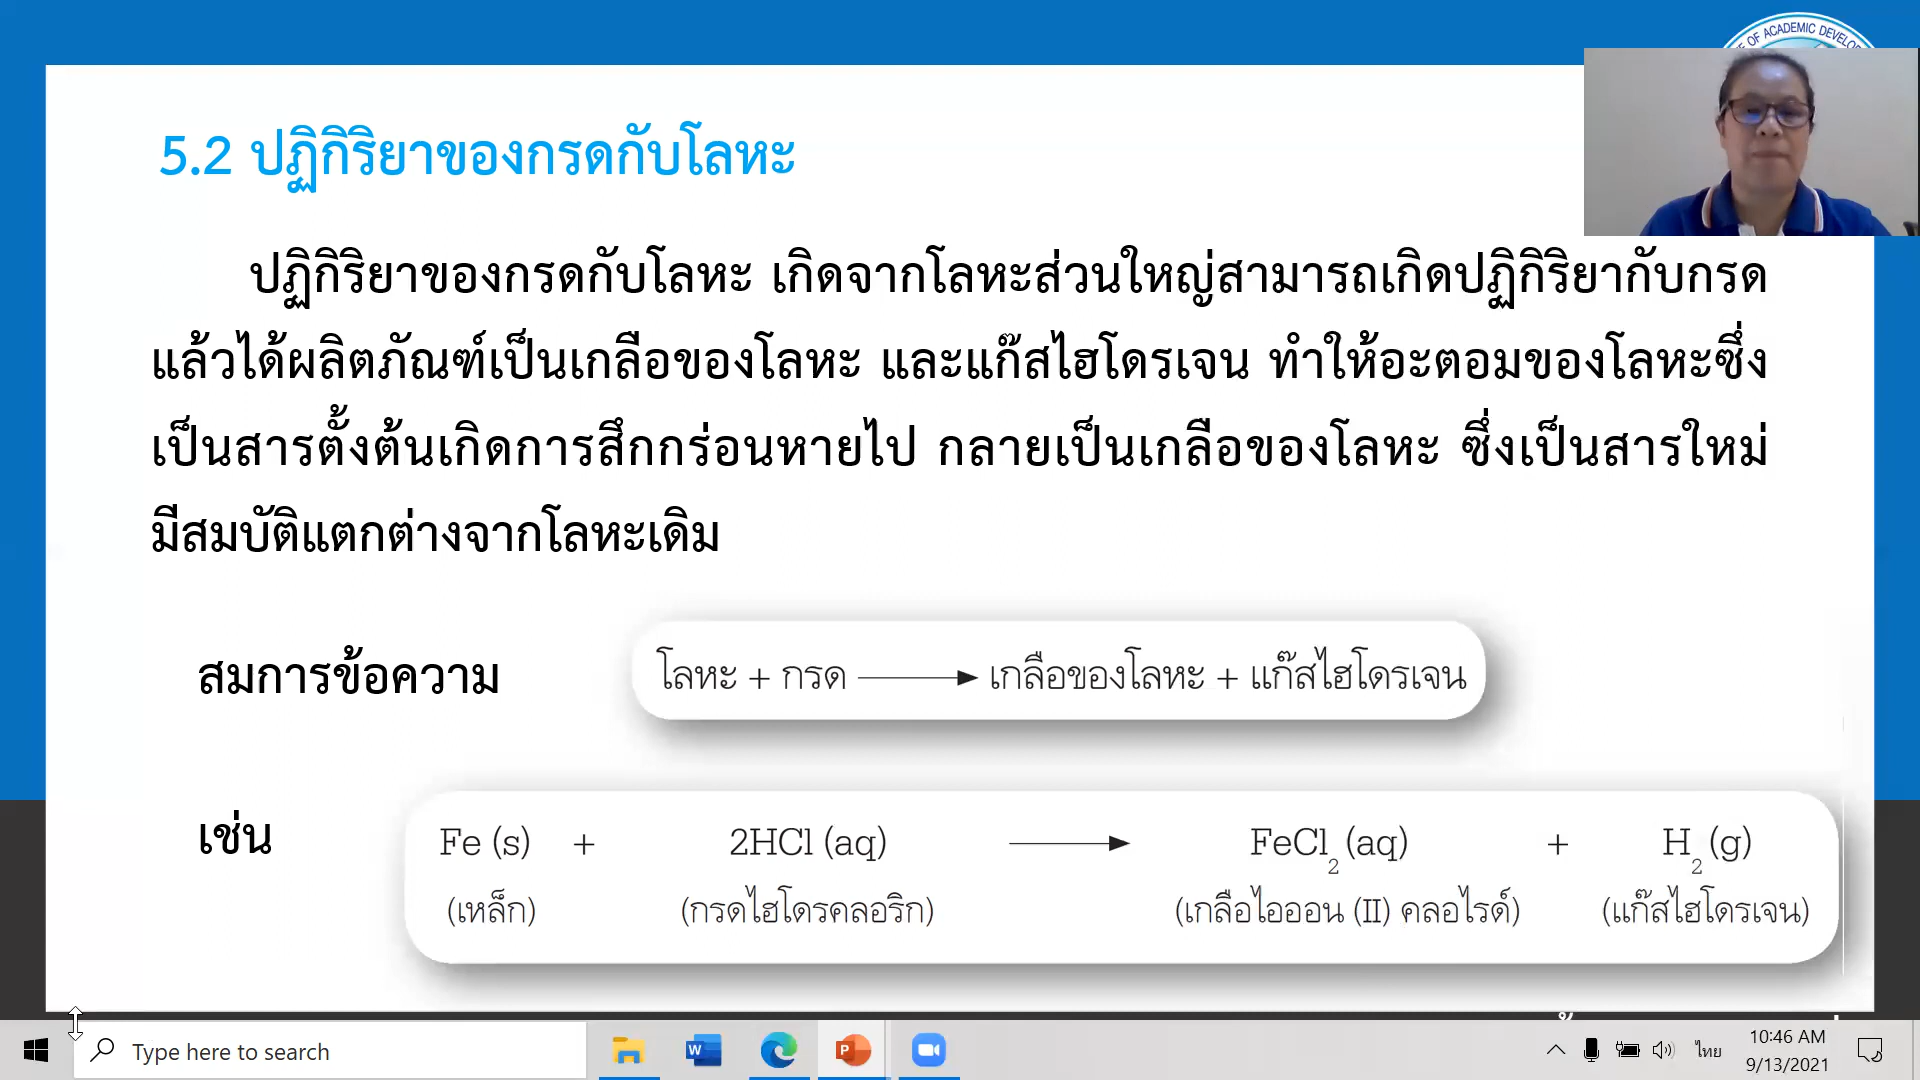 OF ACADEMIC
5.2 ปฏิกิริยาของกรดกับโลหะ
ปฏิกิริยาของกรดกับโลหะ เกิดจากโลหะส่วนใหญ่สามารถเกิดปฏิกิริยากับกรด
แล้วได้ผลิตภัณฑ์เป็นเกลือของโลหะ และแก๊สไฮโดรเจน ทำให้อะตอมของโลหะซึ่ง
เป็นสารตั้งต้นเกิดการสึกกร่อนหายไป กลายเป็นเกลือของโลหะ ซึ่งเป็นสารใหม่
มีสมบัติแตกต่างจากโลหะเดิม
สมการข้อความ
โลหะ + กรด ⟶ เกลือของโลหะ + แก๊สไฮโดรเจน
เช่น
Fe (s) + 2HCl (aq) ⟶ FeCl₂ (aq) + H₂ (g)
(เหล็ก) (กรดไฮโดรคลอริก) (เกลือไอออน (II) คลอไรด์) (แก๊สไฮโดรเจน)
Type here to search
ไทย
10:46 AM
9/13/2021